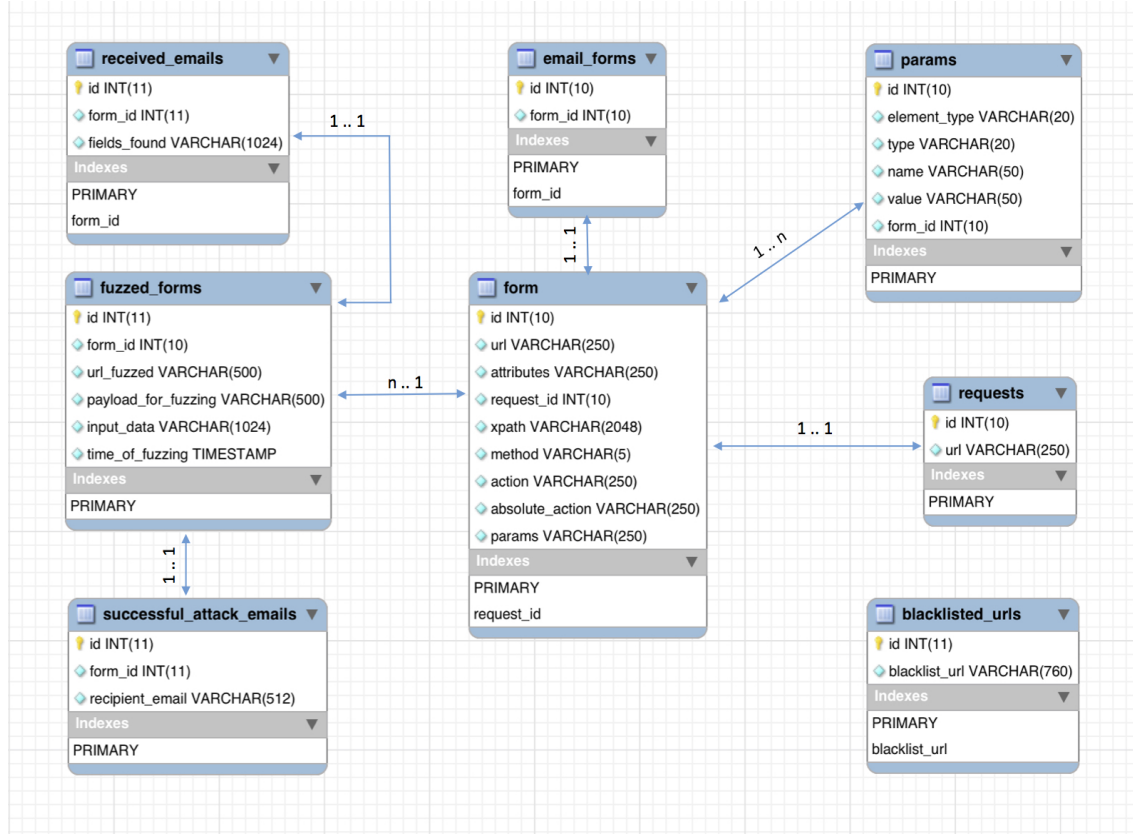 received_emails
id INT(11)
form_id INT(11)
fields_found VARCHAR(1024)
Indexes
PRIMARY
form_id
1 .. 1
email_forms
id INT(10)
form_id INT(10)
Indexes
PRIMARY
form_id
1 .. 1
params
id INT(10)
element_type VARCHAR(20)
type VARCHAR(20)
name VARCHAR(50)
value VARCHAR(50)
form_id INT(10)
Indexes
PRIMARY
1 .. n
fuzzed_forms
id INT(11)
form_id INT(10)
url_fuzzed VARCHAR(500)
payload_for_fuzzing VARCHAR(500)
input_data VARCHAR(1024)
time_of_fuzzing TIMESTAMP
Indexes
PRIMARY
n .. 1
form
id INT(10)
url VARCHAR(250)
attributes VARCHAR(250)
request_id INT(10)
xpath VARCHAR(2048)
method VARCHAR(5)
action VARCHAR(250)
absolute_action VARCHAR(250)
params VARCHAR(250)
Indexes
PRIMARY
request_id
1 .. 1
requests
id INT(10)
url VARCHAR(250)
Indexes
PRIMARY
1 .. 1
successful_attack_emails
id INT(11)
form_id INT(11)
recipient_email VARCHAR(512)
Indexes
PRIMARY
blacklisted_urls
id INT(11)
blacklist_url VARCHAR(760)
Indexes
PRIMARY
blacklist_url